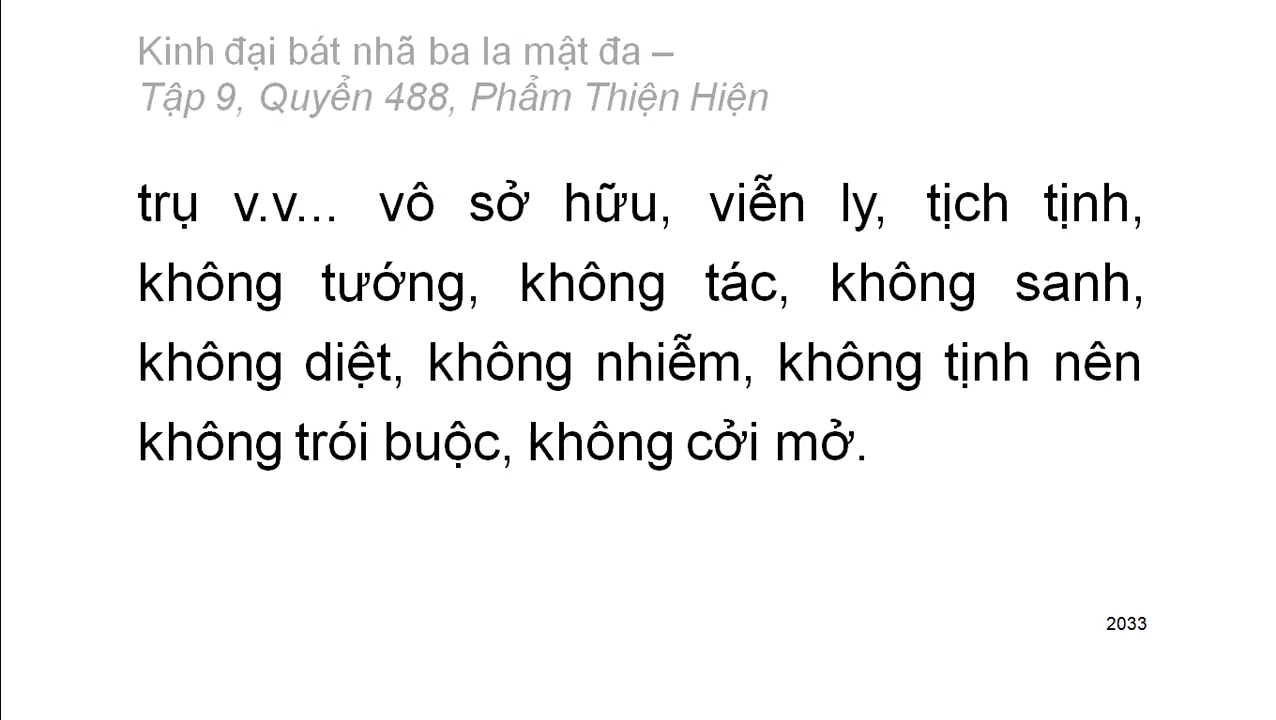 Kinh đại bát nhã ba la mật đa –
Tập 9, Quyển 488, Phẩm Thiện Hiện
trụ v.v... vô sở hữu, viễn ly, tịch tịnh,
không tướng, không tác, không sanh,
không diệt, không nhiễm, không tịnh nên
không trói buộc, không cởi mở.
2033